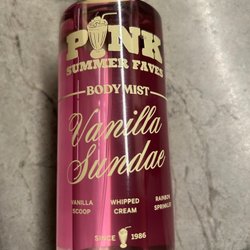 PINK
SUMMER FAVES
BODY MIST
Vanilla
Sundae
VANILLA WHIPPED RAINBOW
SCOOP CREAM SPRINKLES
SINCE 1986